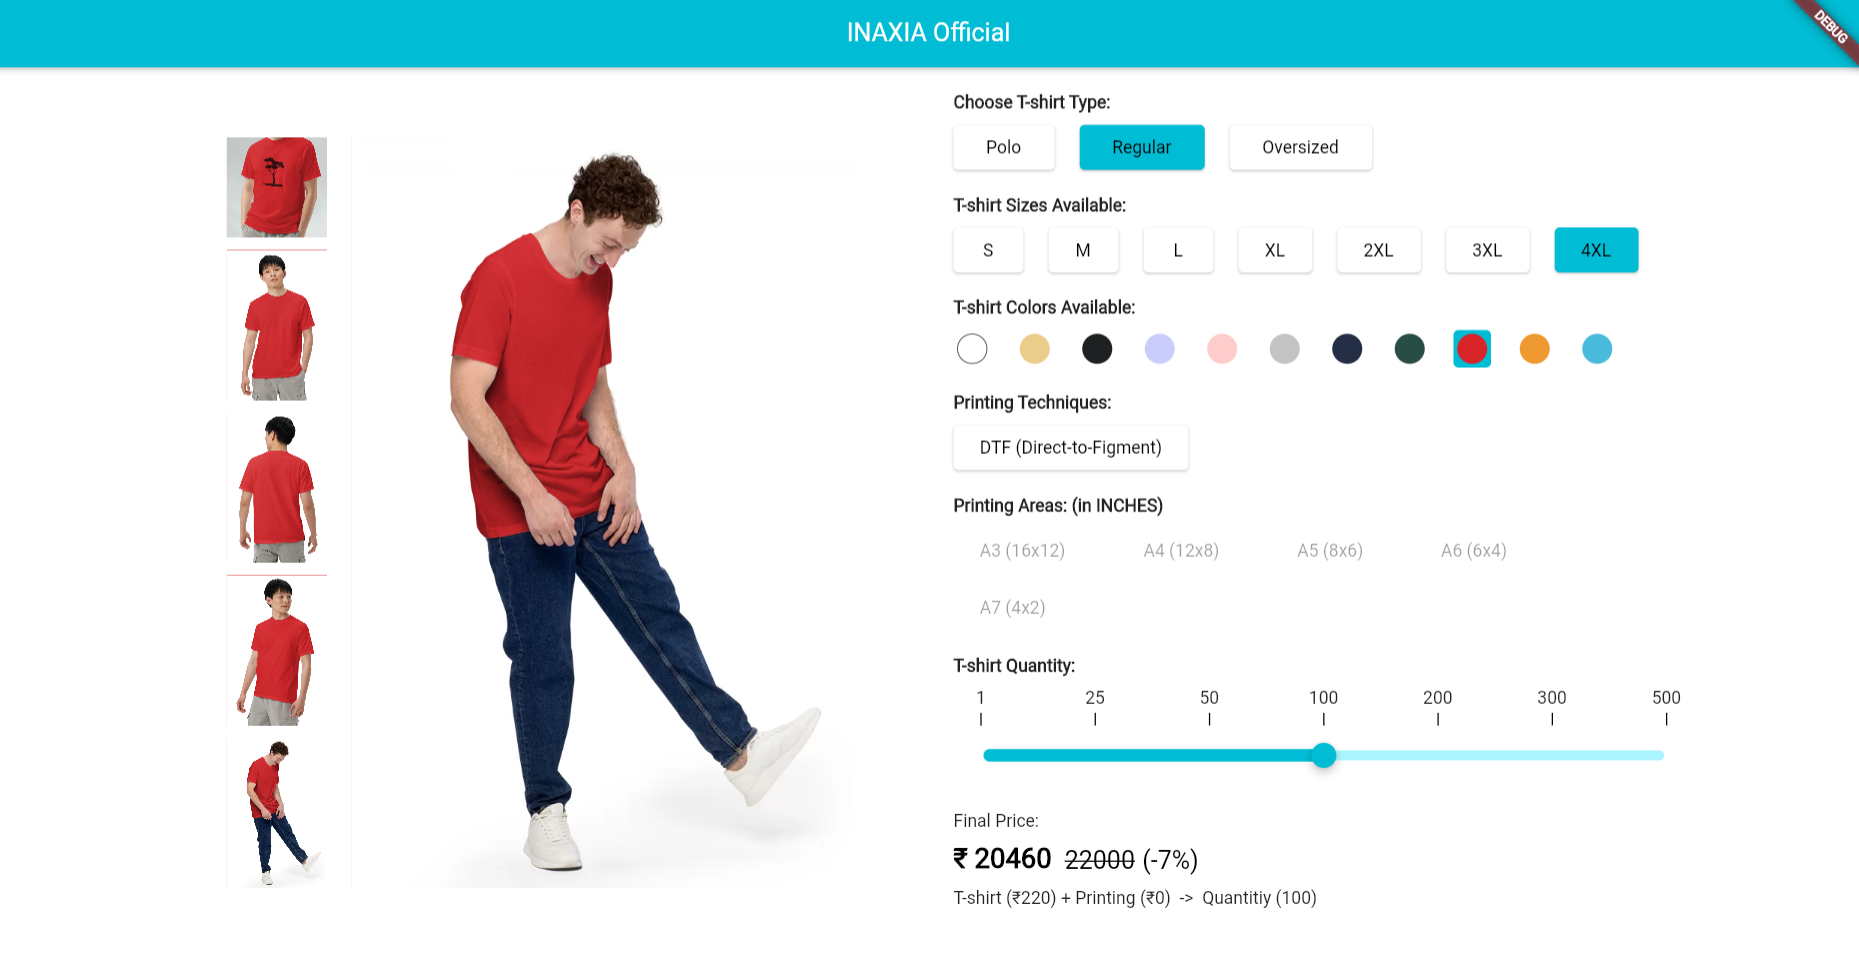 INAXIA Official
DEBUG
Choose T-shirt Type:
Polo Regular Oversized
T-shirt Sizes Available:
S M L XL 2XL 3XL 4XL
T-shirt Colors Available:
Printing Techniques:
DTF (Direct-to-Figment)
Printing Areas: (in INCHES)
A3 (16x12) A4 (12x8) A5 (8x6) A6 (6x4)
A7 (4x2)
T-shirt Quantity:
1 25 50 100 200 300 500
Final Price:
₹ 20460 22000 (-7%)
T-shirt (₹220) + Printing (₹0) -> Quantitiy (100)